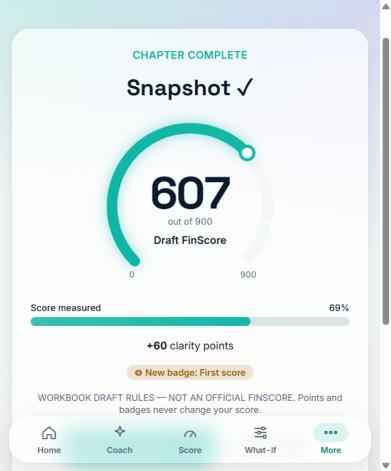 CHAPTER COMPLETE
Snapshot ✓
607
out of 900
Draft FinScore
0 900
Score measured 69%
+60 clarity points
New badge: First score
WORKBOOK DRAFT RULES — NOT AN OFFICIAL FINSCORE. Points and
badges never change your score.
Home Coach Score What-if More